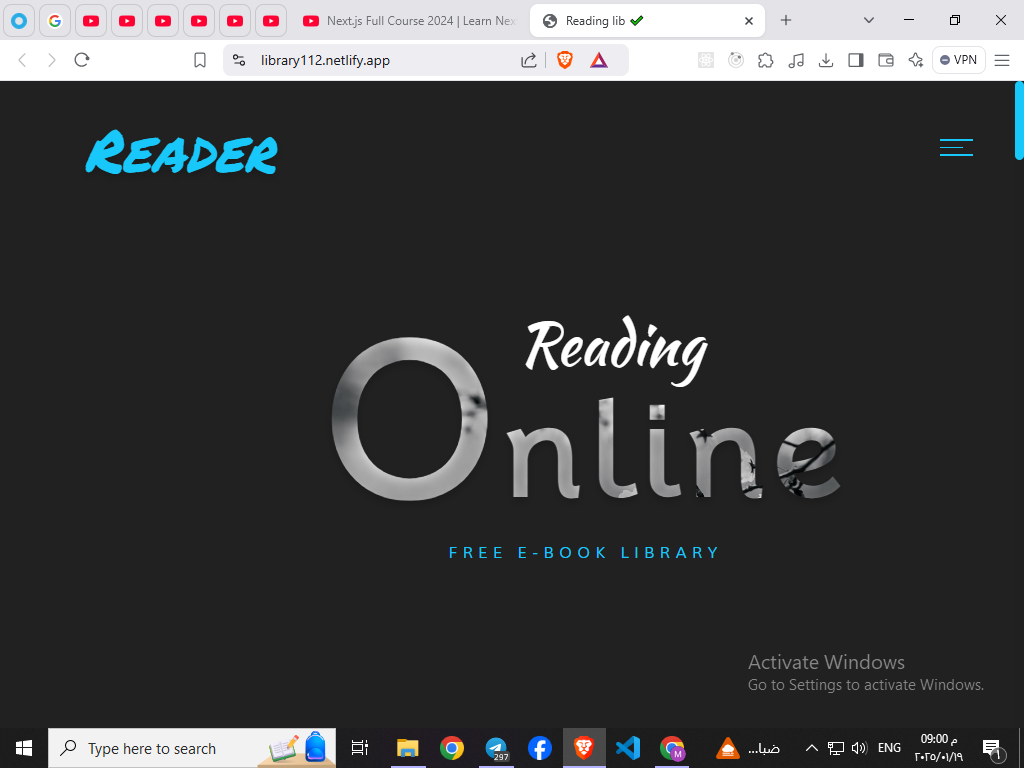 Next.js Full Course 2024 | Learn Nex
Reading lib
library112.netlify.app
VPN
READER
Reading
Online
FREE E-BOOK LIBRARY
Activate Windows
Go to Settings to activate Windows.
Type here to search
297
M
ضبا...
ENG
09:00 م
٢٠٢٥/٠١/١٩
1